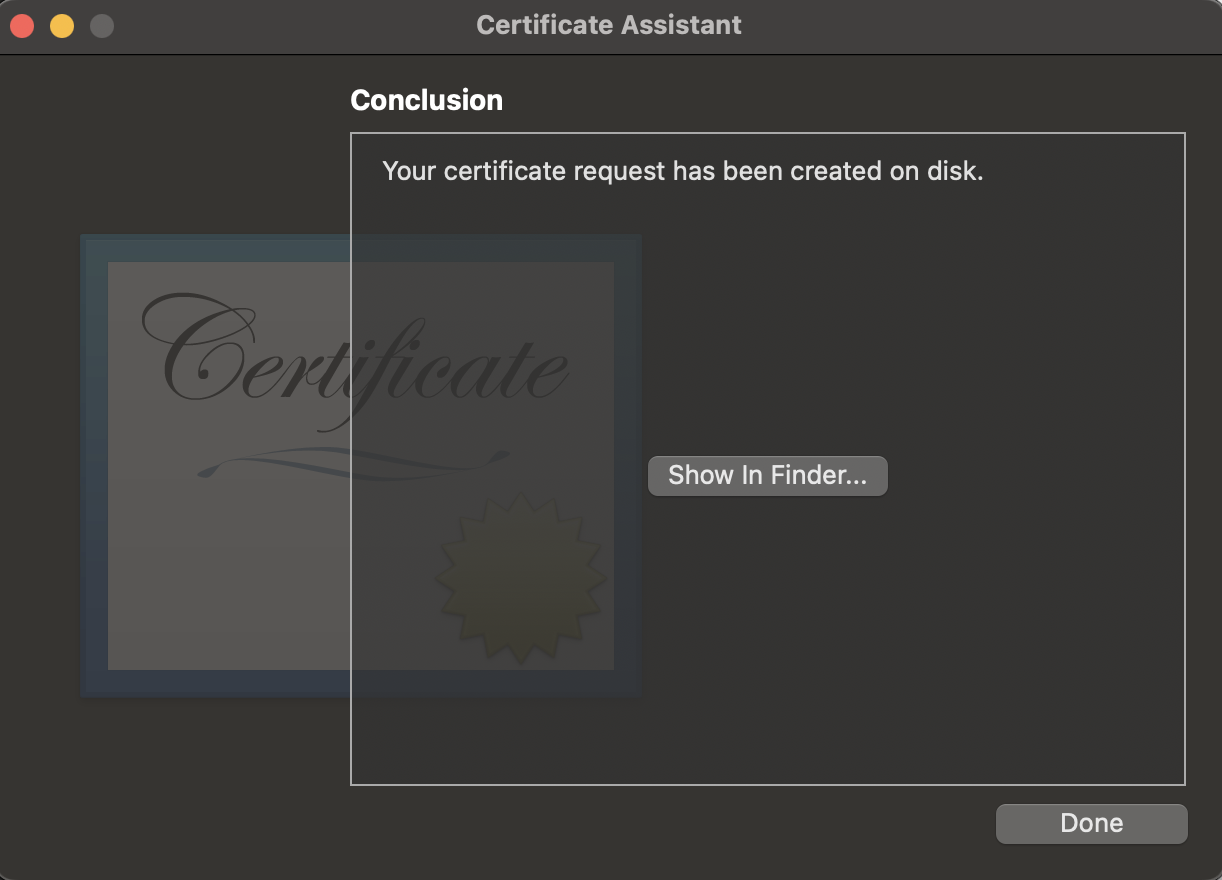 Certificate Assistant
Conclusion
Your certificate request has been created on disk.
Certificate
Show In Finder...
Done